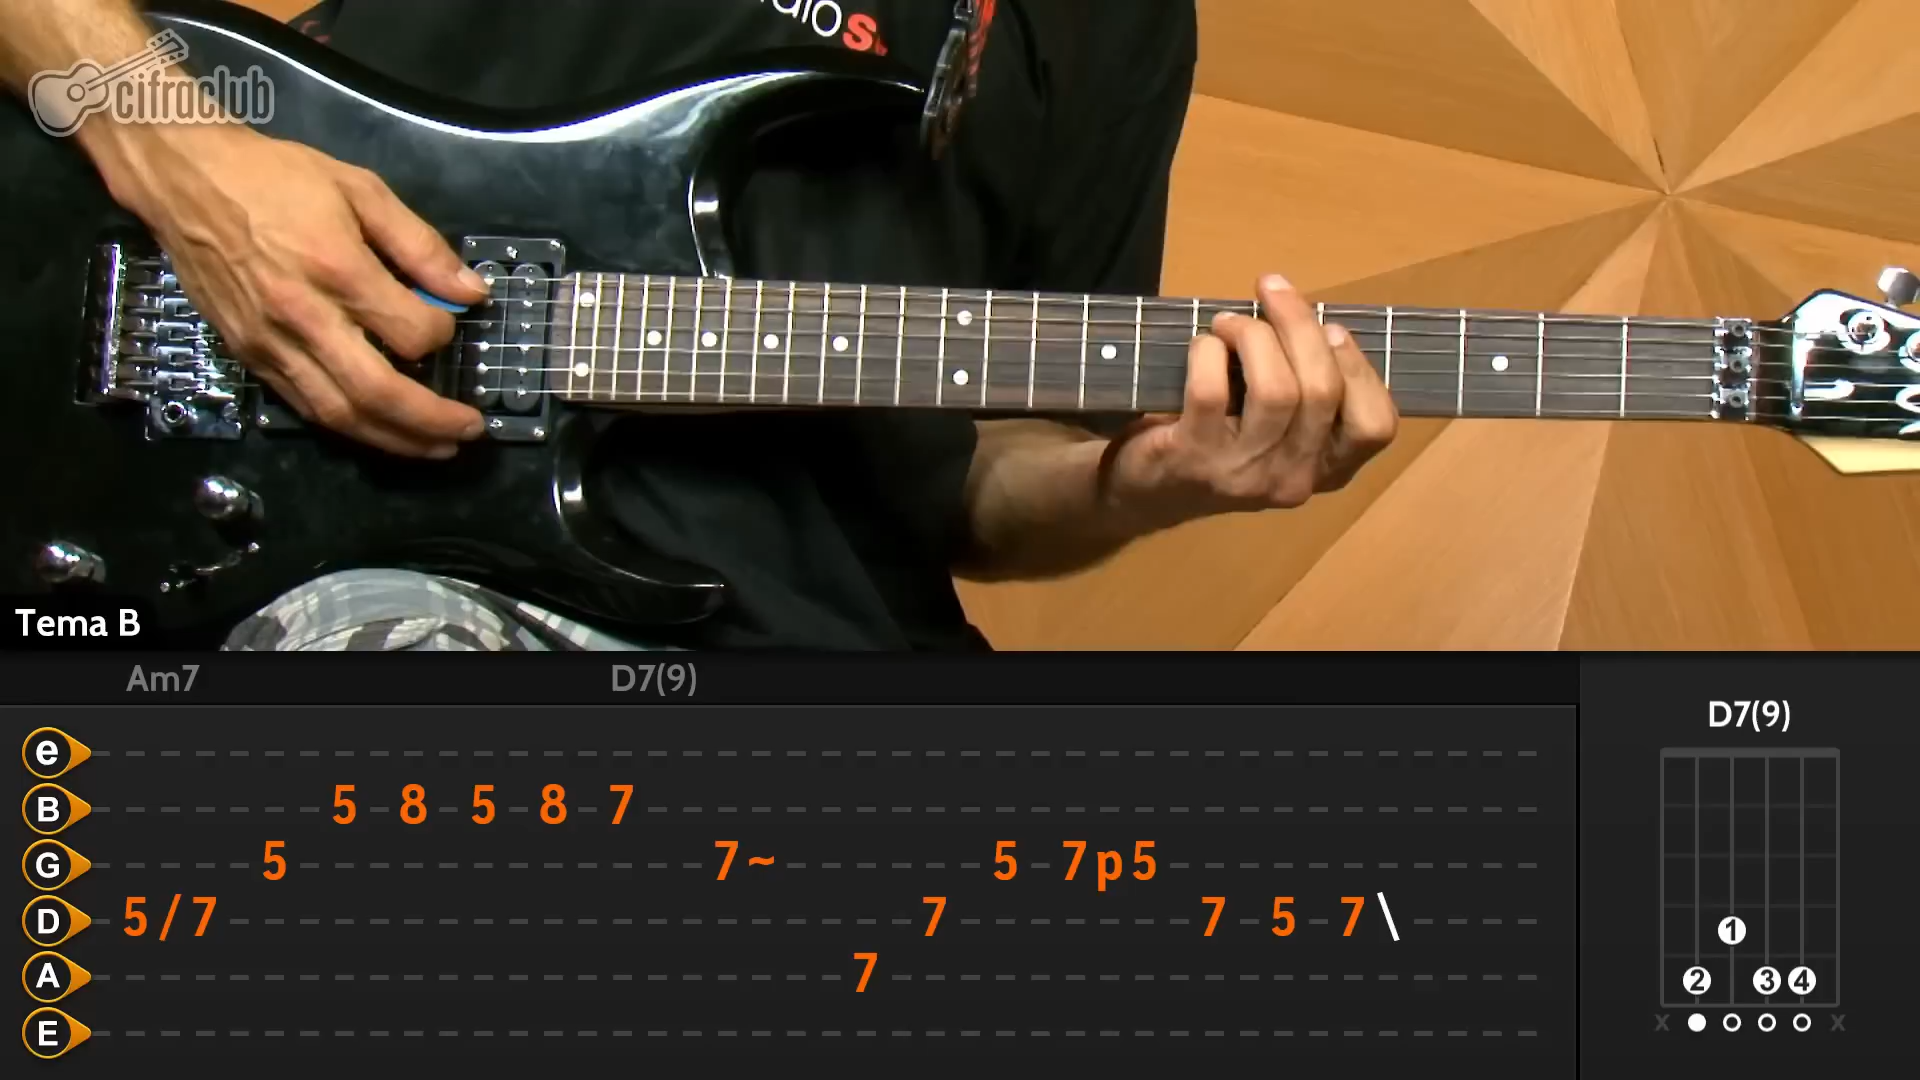 dios
cifraclub
Tema B
Am7 D7(9)
D7(9)
e
B 5 8 5 8 7
G 5 7~ 5 7p5
D 5/7 7 7 5 7\
A 7
E
1
2 3 4
x x